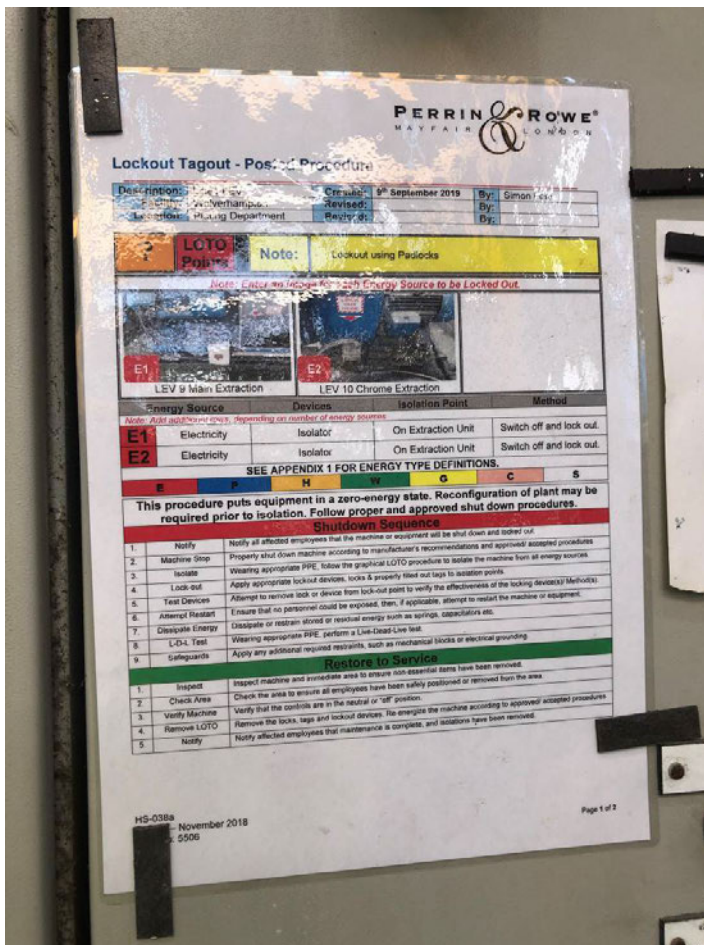 PERRIN & ROWE®
MAYFAIR LONDON
Lockout Tagout - Posted Procedure
Description: Created: 9th September 2019 By: Simon
Facility: Wolverhampton Revised: By:
Location: Plating Department Revised: By:
LOTO Points Note: Lockout using Padlocks
Note: Enter an image for each Energy Source to be Locked Out.
E1 E2
LEV 9 Main Extraction LEV 10 Chrome Extraction
Energy Source Devices Isolation Point Method
Note: Add additional rows, depending on number of energy sources
E1 Electricity Isolator On Extraction Unit Switch off and lock out.
E2 Electricity Isolator On Extraction Unit Switch off and lock out.
SEE APPENDIX 1 FOR ENERGY TYPE DEFINITIONS.
E P H W G C S
This procedure puts equipment in a zero-energy state. Reconfiguration of plant may be
required prior to isolation. Follow proper and approved shut down procedures.
Shutdown Sequence
1. Notify Notify all affected employees that the machine or equipment will be shut down and locked out.
2. Machine Stop Properly shut down machine according to manufacturer's recommendations and approved/ accepted procedures
3. Isolate Wearing appropriate PPE, follow the graphical LOTO procedure to isolate the machine from all energy sources.
4. Lock-out Apply appropriate lockout devices, locks & properly filled out tags to isolation points.
5. Test Devices Attempt to remove lock or device from lock-out point to verify the effectiveness of the locking device(s)/ Method(s).
6. Attempt Restart Ensure that no personnel could be exposed, then, if applicable, attempt to restart the machine or equipment.
7. Dissipate Energy Dissipate or restrain stored or residual energy such as springs, capacitators etc.
8. L-D-L Test Wearing appropriate PPE, perform a Live-Dead-Live test.
9. Safeguards Apply any additional required restraints, such as mechanical blocks or electrical grounding.
Restore to Service
1. Inspect Inspect machine and immediate area to ensure non-essential items have been removed.
2. Check Area Check the area to ensure all employees have been safely positioned or removed from the area.
3. Verify Machine Verify that the controls are in the neutral or "off" position.
4. Remove LOTO Remove the locks, tags and lockout devices. Re-energize the machine according to approved/ accepted procedures
5. Notify Notify affected employees that maintenance is complete, and isolations have been removed.
HS-038a
– November 2018
5506
Page 1 of 2